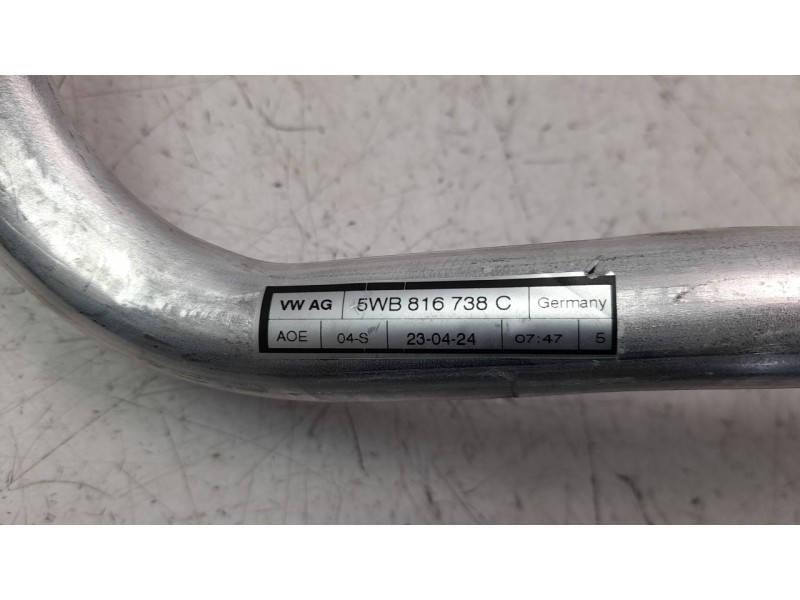 VW AG 5WB 816 738 C Germany
AOE 04-S 23-04-24 07:47 5